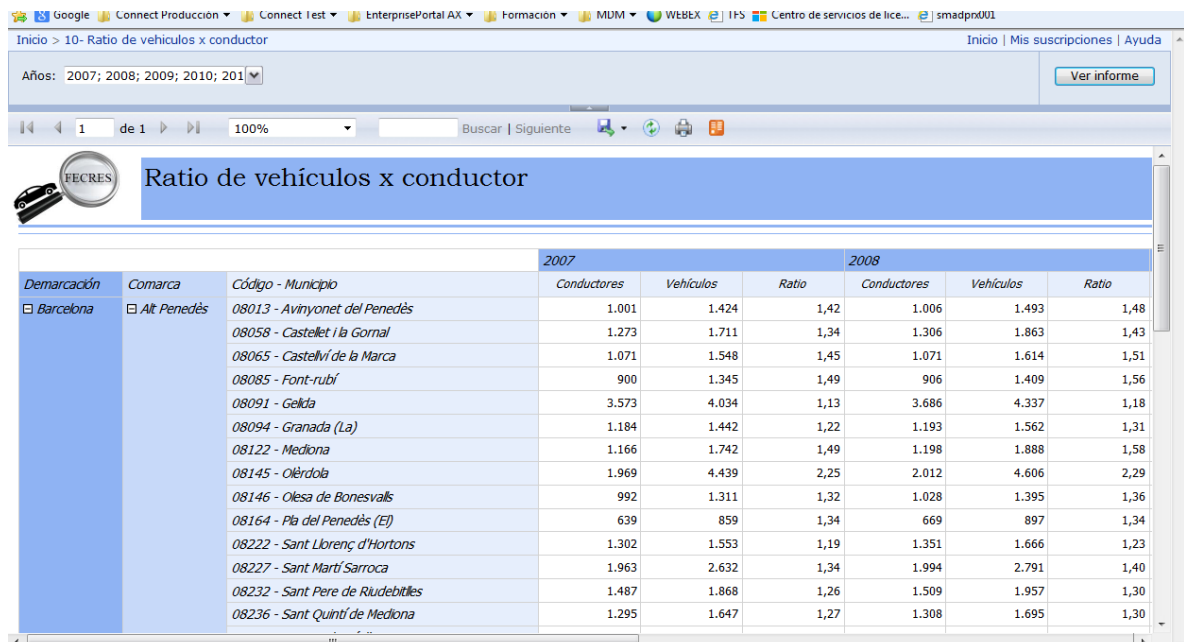 Google Connect Producción Connect Test EnterprisePortal AX Formación MDM WEBEX TFS Centro de servicios de lice... smadprx001
Inicio > 10- Ratio de vehiculos x conductor Inicio | Mis suscripciones | Ayuda
Años: 2007; 2008; 2009; 2010; 201 Ver informe
1 de 1 100% Buscar | Siguiente
FECRES
Ratio de vehículos x conductor
2007 2008
Demarcación Comarca Código - Municipio Conductores Vehículos Ratio Conductores Vehículos Ratio
Barcelona Alt Penedès 08013 - Avinyonet del Penedès 1.001 1.424 1,42 1.006 1.493 1,48
08058 - Castellet i la Gornal 1.273 1.711 1,34 1.306 1.863 1,43
08065 - Castellví de la Marca 1.071 1.548 1,45 1.071 1.614 1,51
08085 - Font-rubí 900 1.345 1,49 906 1.409 1,56
08091 - Gelida 3.573 4.034 1,13 3.686 4.337 1,18
08094 - Granada (La) 1.184 1.442 1,22 1.193 1.562 1,31
08122 - Mediona 1.166 1.742 1,49 1.198 1.888 1,58
08145 - Olèrdola 1.969 4.439 2,25 2.012 4.606 2,29
08146 - Olesa de Bonesvalls 992 1.311 1,32 1.028 1.395 1,36
08164 - Pla del Penedès (El) 639 859 1,34 669 897 1,34
08222 - Sant Llorenç d'Hortons 1.302 1.553 1,19 1.351 1.666 1,23
08227 - Sant Martí Sarroca 1.963 2.632 1,34 1.994 2.791 1,40
08232 - Sant Pere de Riudebitlles 1.487 1.868 1,26 1.509 1.957 1,30
08236 - Sant Quintí de Mediona 1.295 1.647 1,27 1.308 1.695 1,30